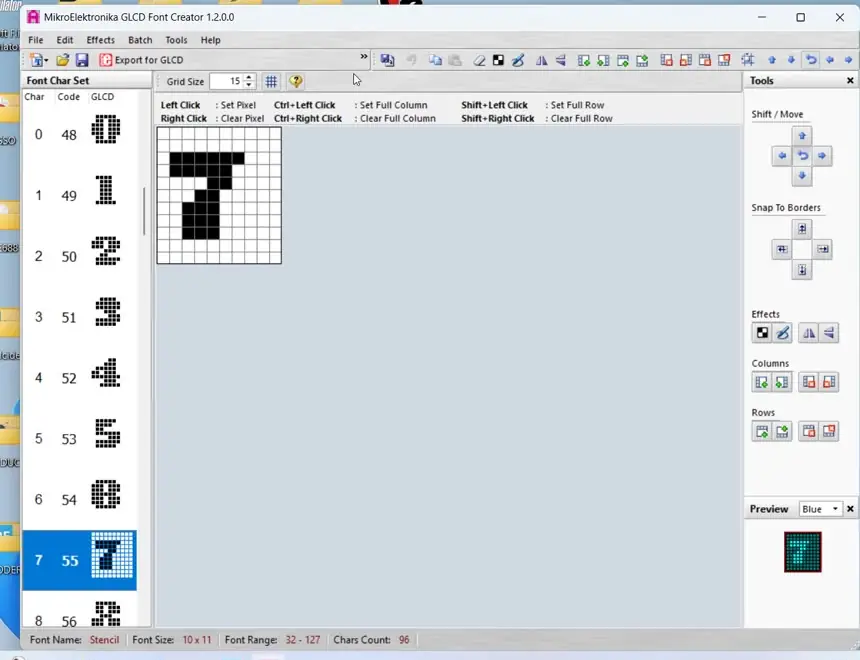 MikroElektronika GLCD Font Creator 1.2.0.0
File Edit Effects Batch Tools Help
Export for GLCD »
Font Char Set
Grid Size 15
Tools
Char Code GLCD
Left Click : Set Pixel Ctrl+Left Click : Set Full Column Shift+Left Click : Set Full Row
Right Click : Clear Pixel Ctrl+Right Click : Clear Full Column Shift+Right Click : Clear Full Row
0 48
1 49
2 50
3 51
4 52
5 53
6 54
7 55
8 56
Shift / Move
Snap To Borders
Effects
Columns
Rows
Preview Blue
Font Name: Stencil Font Size: 10 x 11 Font Range: 32 - 127 Chars Count: 96